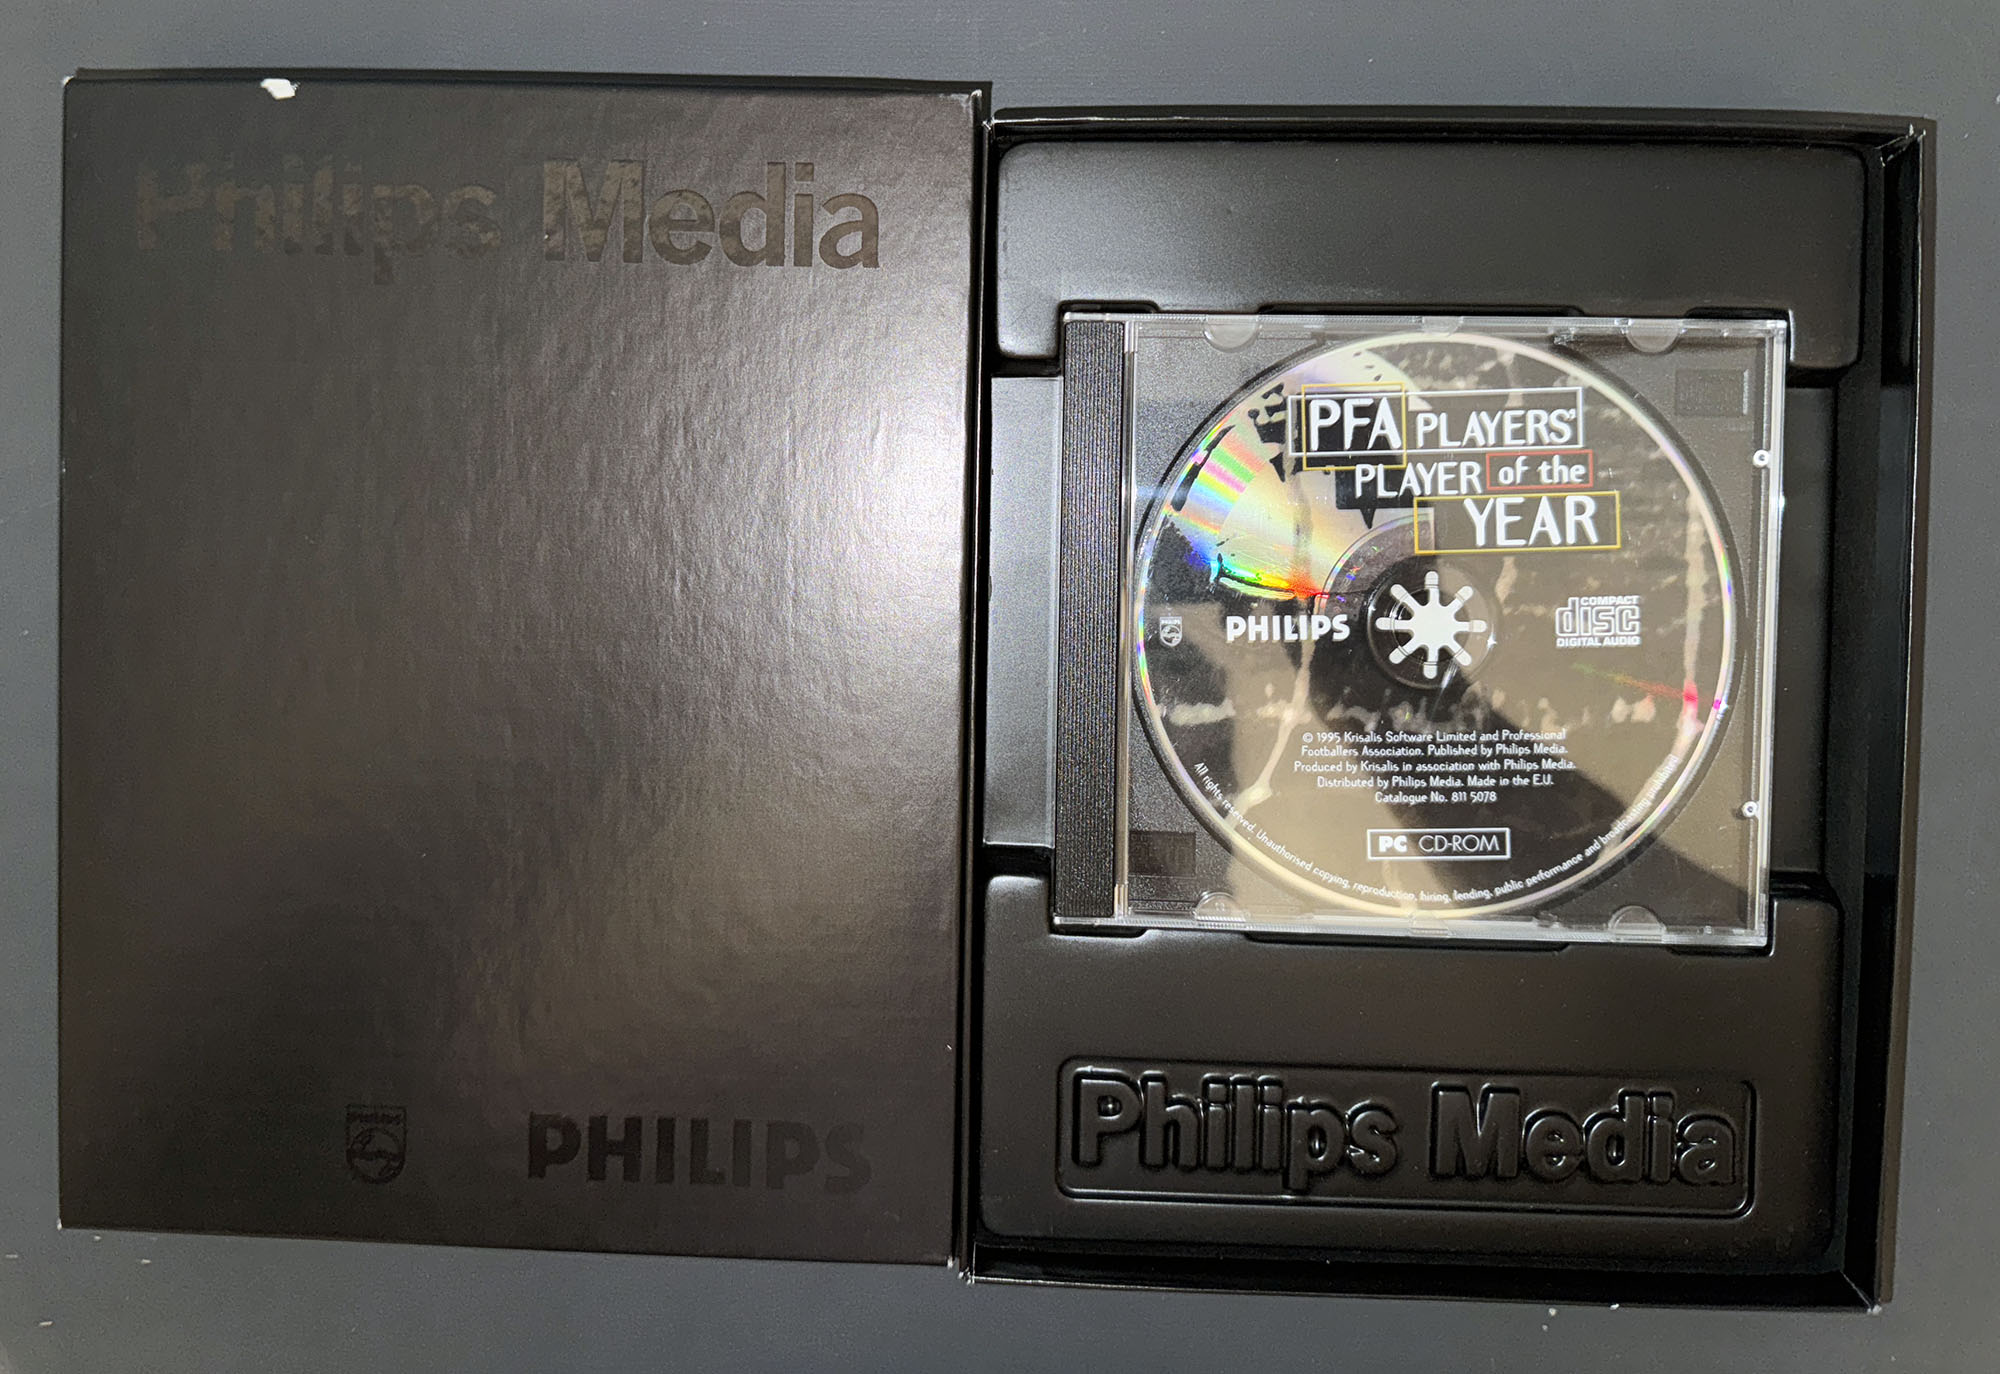 Philips Media
PHILIPS
PFA PLAYERS'
PLAYER of the
YEAR
PHILIPS
COMPACT
disc
DIGITAL AUDIO
© 1995 Krisalis Software Limited and Professional
Footballers Association. Published by Philips Media.
Produced by Krisalis in association with Philips Media.
Distributed by Philips Media. Made in the E.U.
Catalogue No. 811 5078
PC CD-ROM
All rights reserved. Unauthorised copying, reproduction, hiring, lending, public performance and broadcasting prohibited
Philips Media